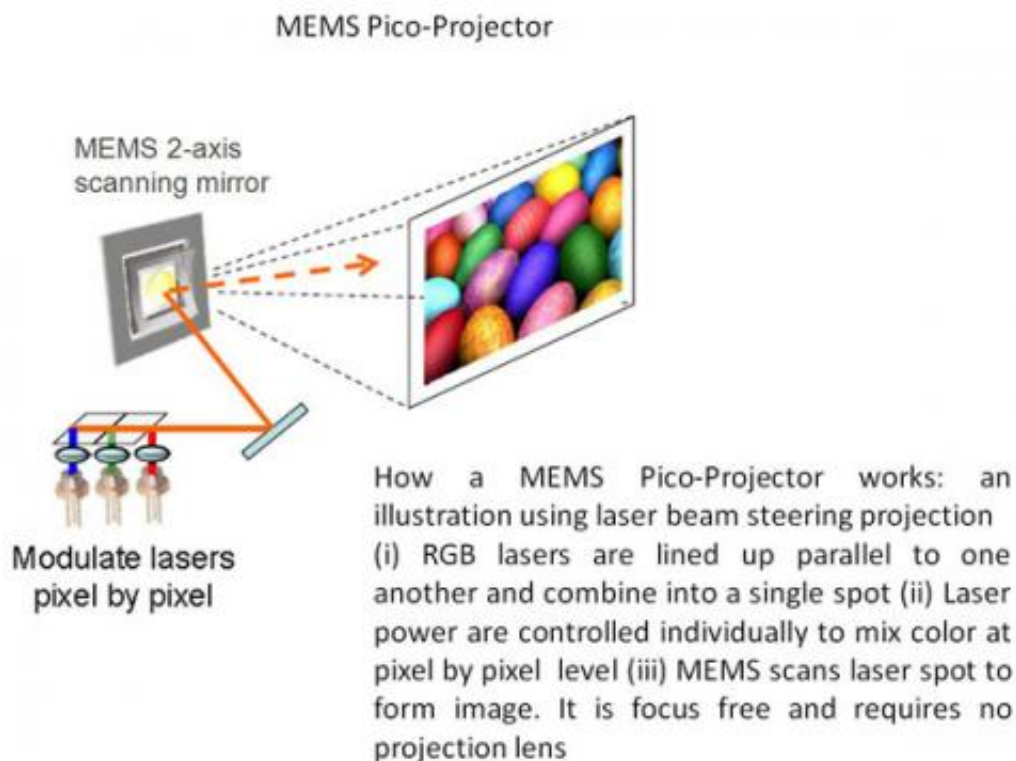 MEMS Pico-Projector
MEMS 2-axis
scanning mirror
Modulate lasers
pixel by pixel
How a MEMS Pico-Projector works: an
illustration using laser beam steering projection
(i) RGB lasers are lined up parallel to one
another and combine into a single spot (ii) Laser
power are controlled individually to mix color at
pixel by pixel level (iii) MEMS scans laser spot to
form image. It is focus free and requires no
projection lens